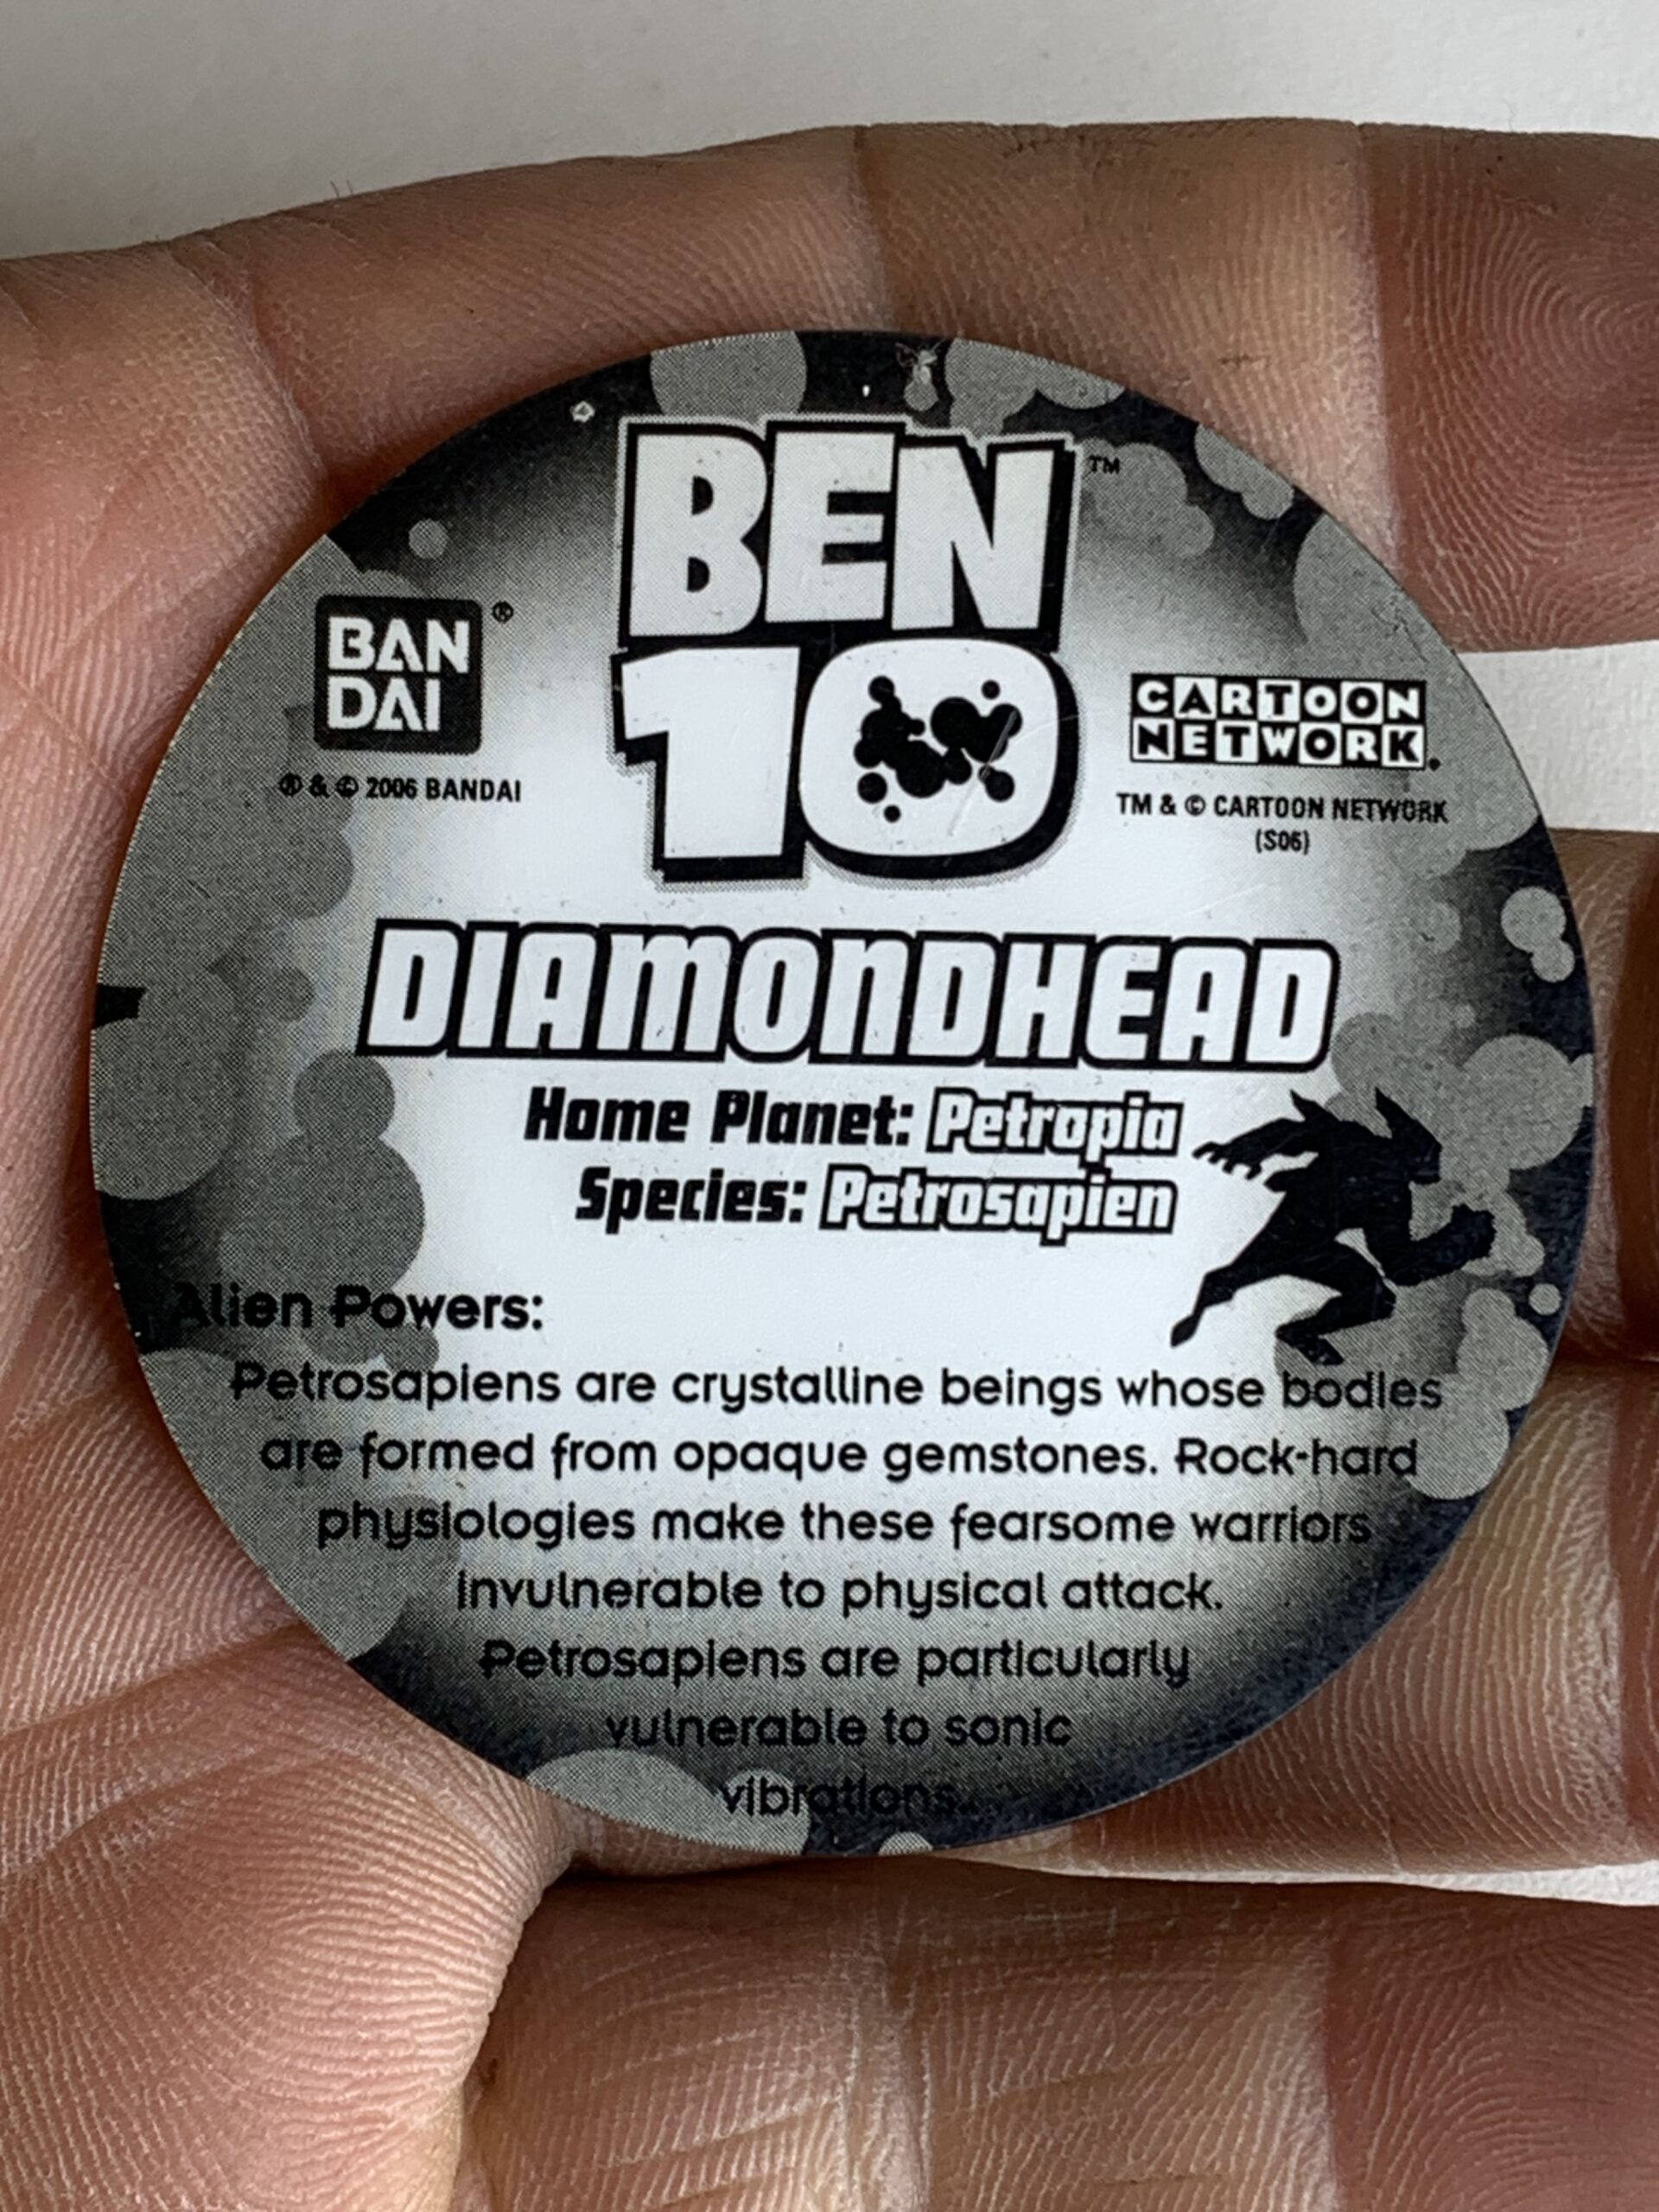 BEN
10
TM
BAN
DAI
®
® & © 2006 BANDAI
CARTOON
NETWORK.
TM & © CARTOON NETWORK
(S06)
DIAMONDHEAD
Home Planet: Petropia
Species: Petrosapien
Alien Powers:
Petrosapiens are crystalline beings whose bodies
are formed from opaque gemstones. Rock-hard
physiologies make these fearsome warriors
invulnerable to physical attack.
Petrosapiens are particularly
vulnerable to sonic
vibrations.